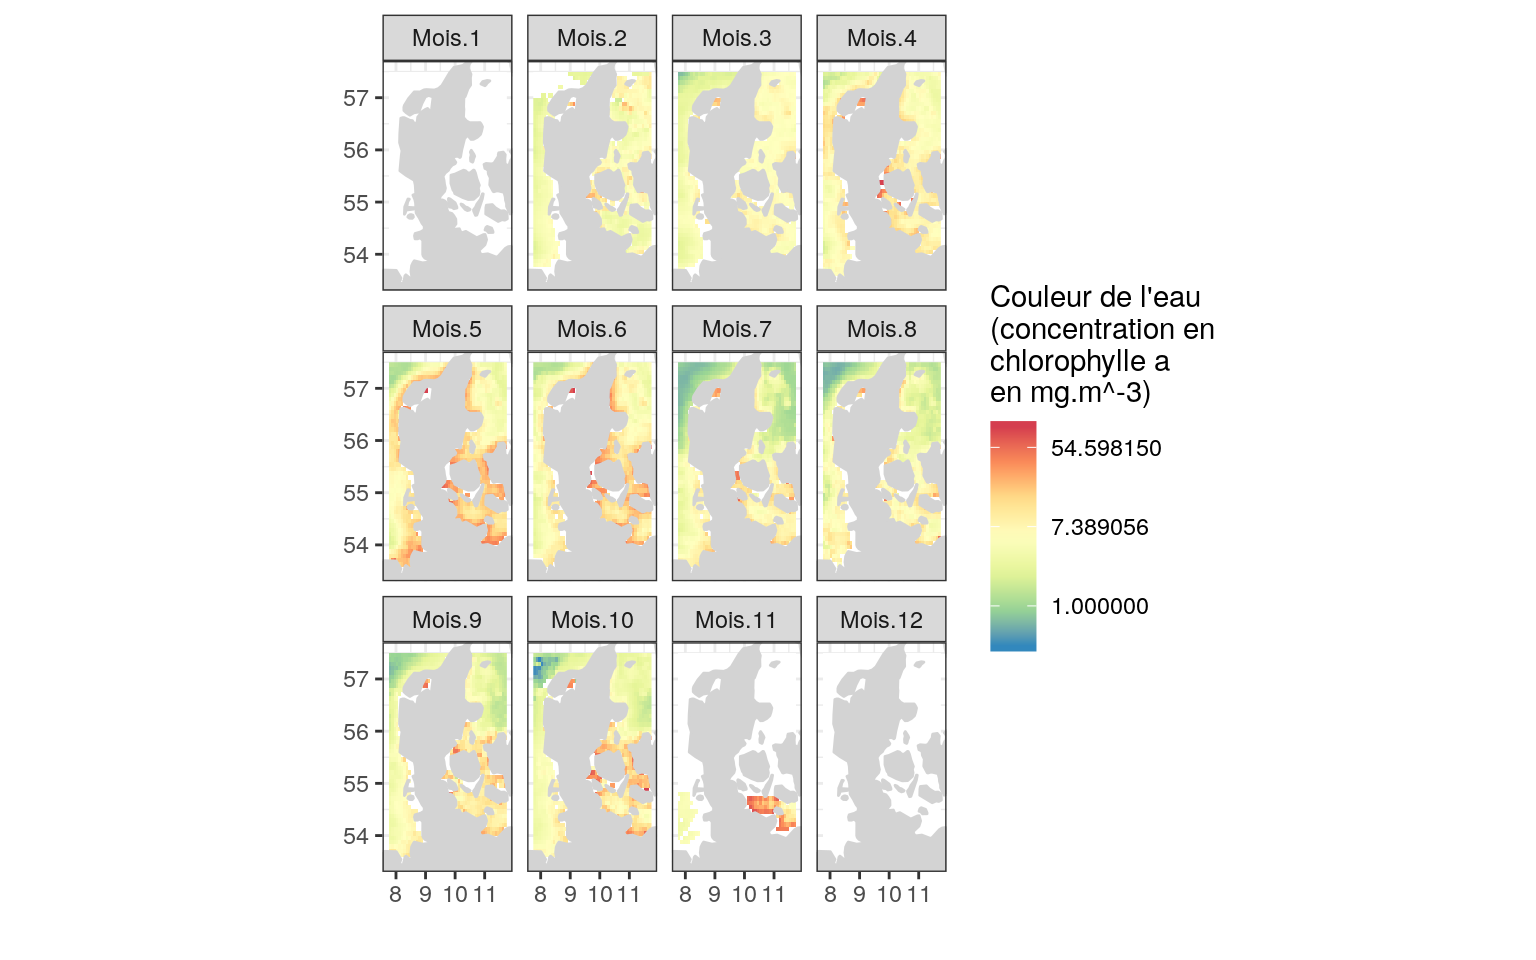 Mois.1 Mois.2 Mois.3 Mois.4
57
56
55
54
Mois.5 Mois.6 Mois.7 Mois.8
57
56
55
54
Mois.9 Mois.10 Mois.11 Mois.12
57
56
55
54
8 9 10 11 8 9 10 11 8 9 10 11 8 9 10 11
Couleur de l'eau
(concentration en
chlorophylle a
en mg.m^-3)
54.598150
7.389056
1.000000